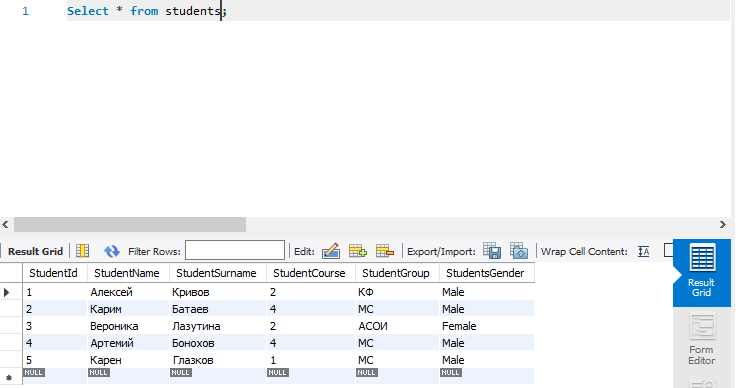 1 Select * from students;
Result Grid Filter Rows: Edit: Export/Import: Wrap Cell Content:
StudentId StudentName StudentSurname StudentCourse StudentGroup StudentsGender
1 Алексей Кривов 2 КФ Male
2 Карим Батаев 4 МС Male
3 Вероника Лазутина 2 АСОИ Female
4 Артемий Бонохов 4 МС Male
5 Карен Глазков 1 МС Male
NULL NULL NULL NULL NULL NULL
Result
Grid
Form
Editor